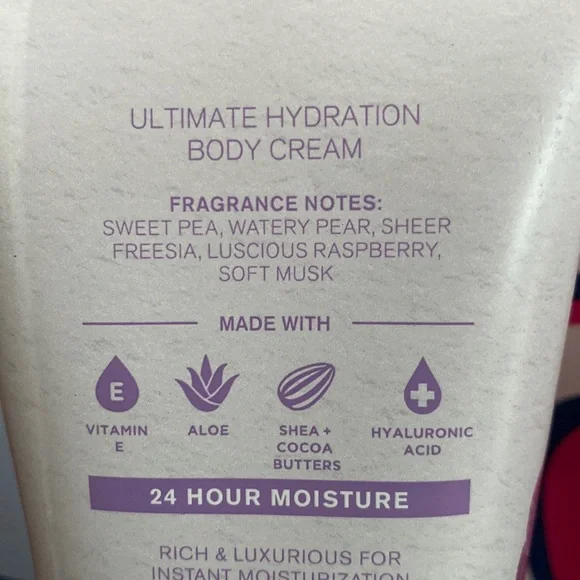 ULTIMATE HYDRATION
BODY CREAM
FRAGRANCE NOTES:
SWEET PEA, WATERY PEAR, SHEER
FREESIA, LUSCIOUS RASPBERRY,
SOFT MUSK
MADE WITH
E
VITAMIN
E
ALOE
SHEA +
COCOA
BUTTERS
HYALURONIC
ACID
24 HOUR MOISTURE
RICH & LUXURIOUS FOR
INSTANT MOISTURIZATION